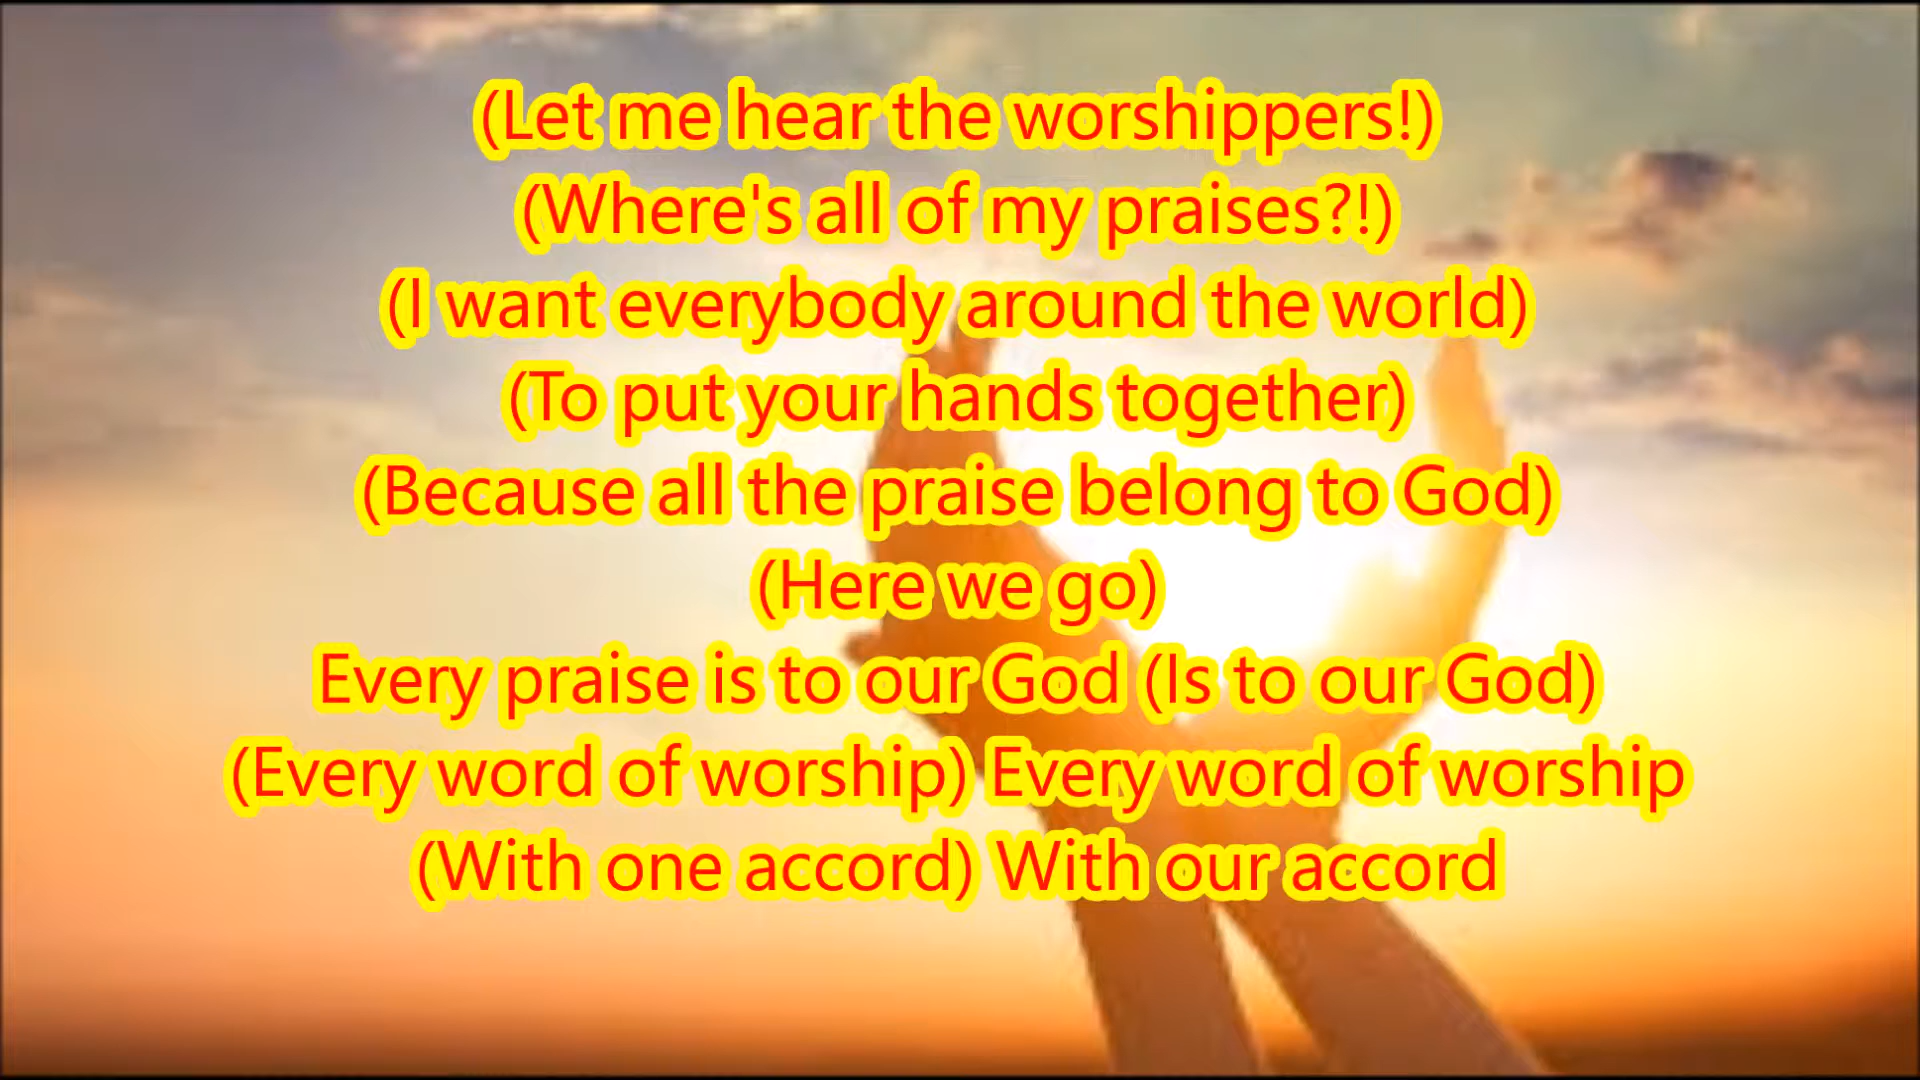 (Let me hear the worshippers!)
(Where's all of my praises?!)
(I want everybody around the world)
(To put your hands together)
(Because all the praise belong to God)
(Here we go)
Every praise is to our God (Is to our God)
(Every word of worship) Every word of worship
(With one accord) With our accord